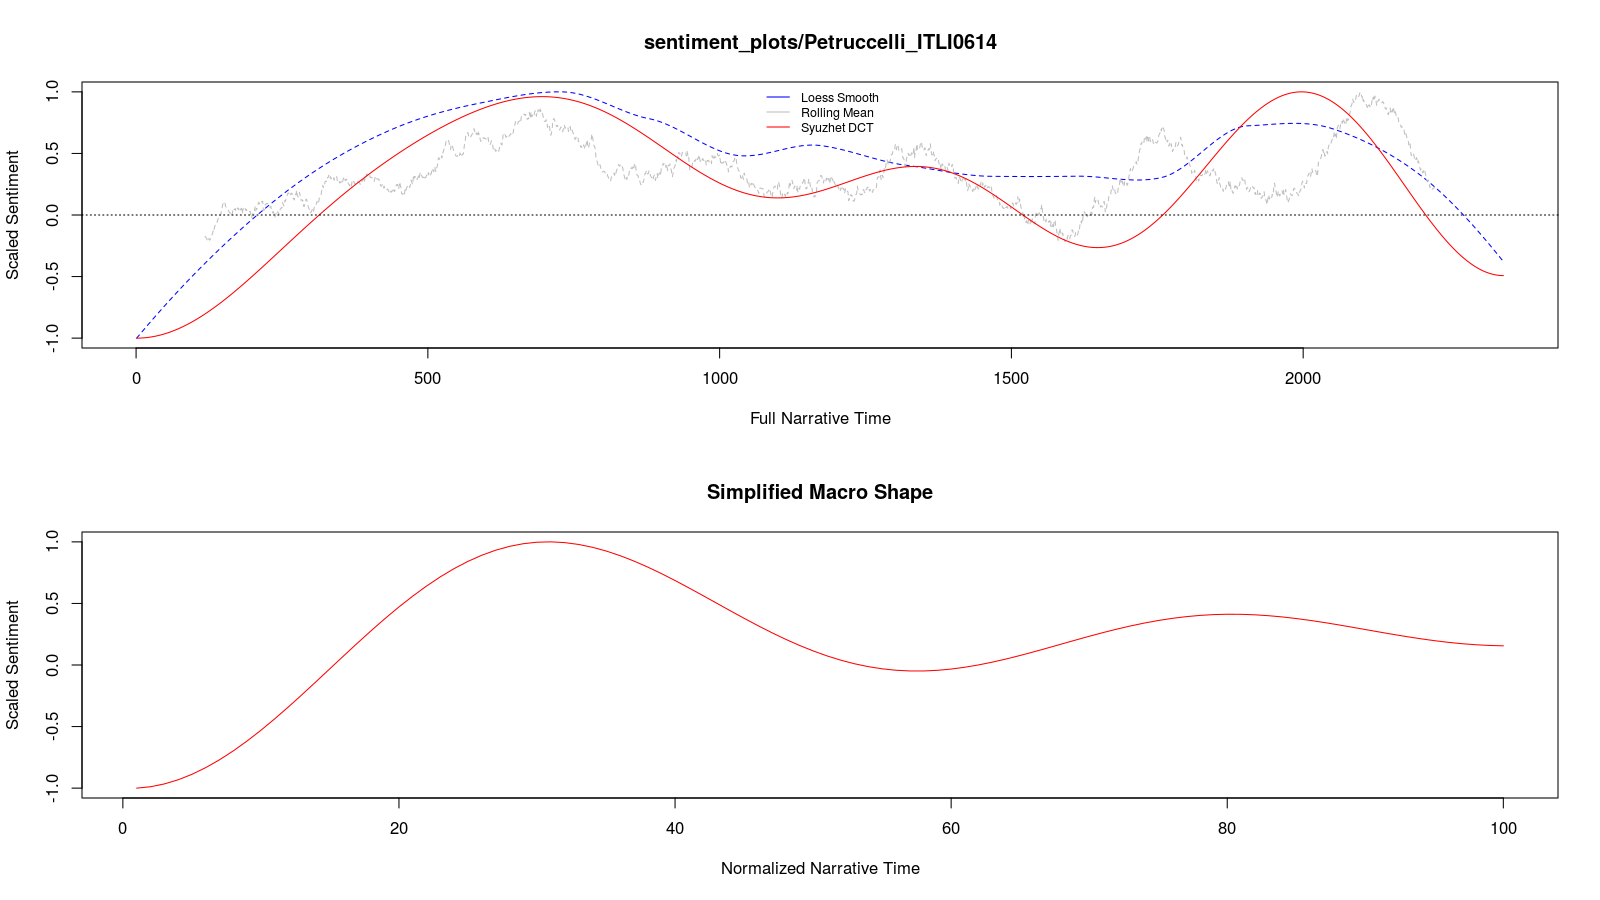 sentiment_plots/Petruccelli_ITLI0614
Loess Smooth
Rolling Mean
Syuzhet DCT
Scaled Sentiment
1.0
0.5
0.0
-0.5
-1.0
0 500 1000 1500 2000
Full Narrative Time
Simplified Macro Shape
Scaled Sentiment
1.0
0.5
0.0
-0.5
-1.0
0 20 40 60 80 100
Normalized Narrative Time